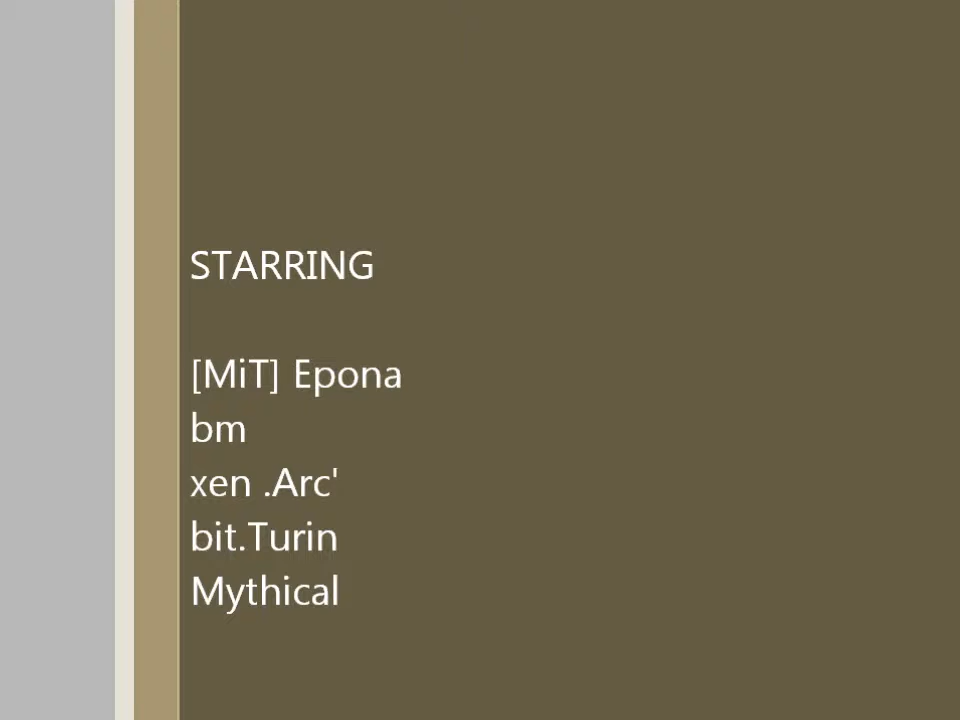 STARRING
[MiT] Epona
bm
xen .Arc'
bit.Turin
Mythical